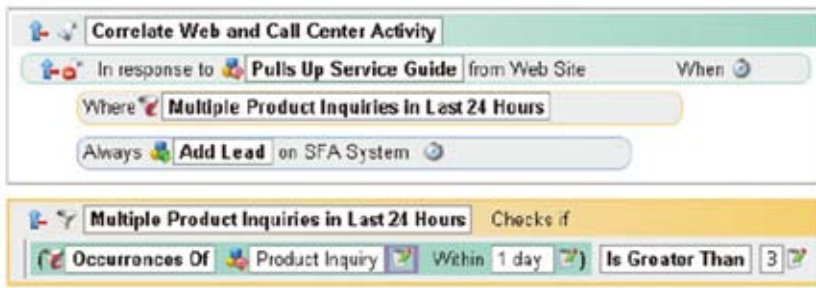 Correlate Web and Call Center Activity
In response to Pulls Up Service Guide from Web Site When
Where Multiple Product Inquiries in Last 24 Hours
Always Add Lead on SFA System
Multiple Product Inquiries in Last 24 Hours Checks if
( Occurrences Of Product Inquiry Within 1 day ) Is Greater Than 3